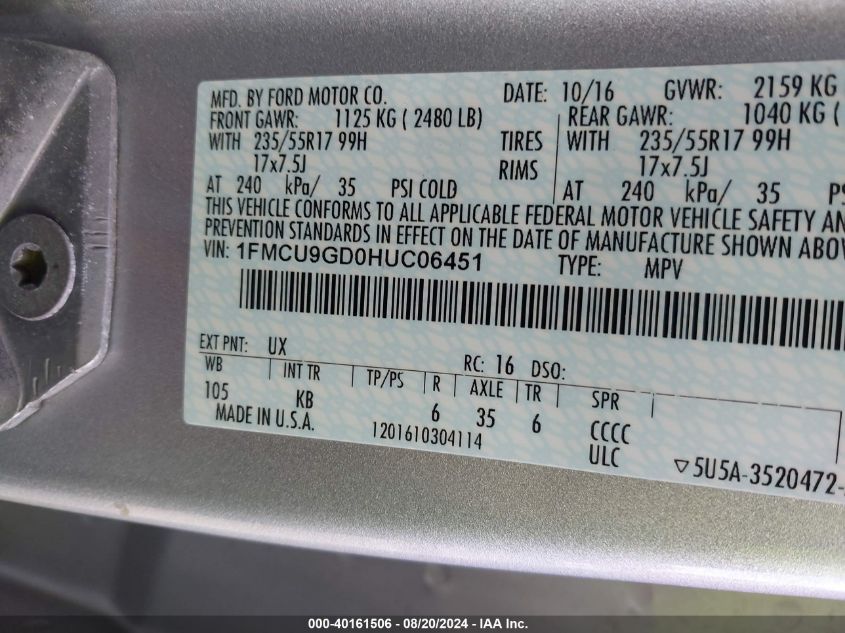 MFD. BY FORD MOTOR CO. DATE: 10/16 GVWR: 2159 KG
FRONT GAWR: 1125 KG ( 2480 LB) REAR GAWR: 1040 KG (
WITH 235/55R17 99H TIRES WITH 235/55R17 99H
17x7.5J RIMS 17x7.5J
AT 240 kPa/ 35 PSI COLD AT 240 kPa/ 35 PS
THIS VEHICLE CONFORMS TO ALL APPLICABLE FEDERAL MOTOR VEHICLE SAFETY AND
PREVENTION STANDARDS IN EFFECT ON THE DATE OF MANUFACTURE SHOWN ABOV
VIN: 1FMCU9GD0HUC06451 TYPE: MPV
EXT PNT: UX RC: 16 DSO:
WB INT TR TP/PS R AXLE TR SPR
105 KB 6 35 6 CCCC
MADE IN U.S.A. 1201610304114 ULC
▽5U5A-3520472-
000-40161506 - 08/20/2024 - IAA Inc.